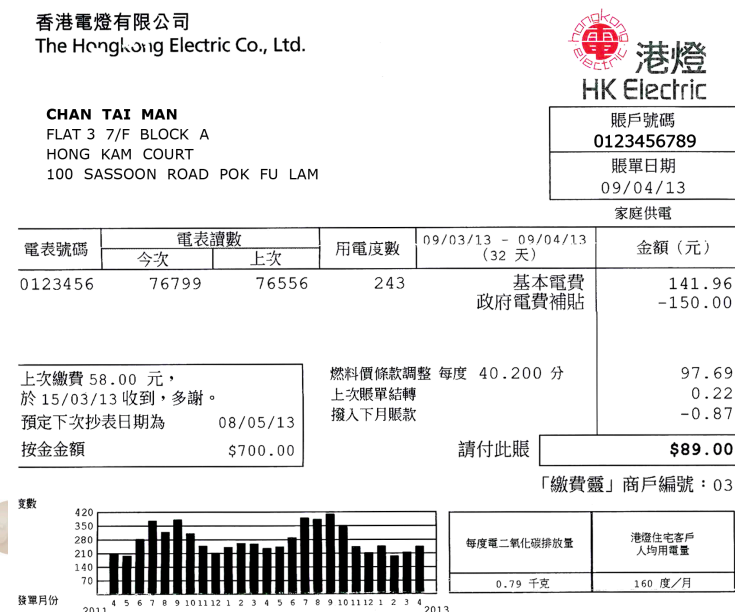 香港電燈有限公司
The Hongkong Electric Co., Ltd.
hongkong
電
electric
港燈
HK Electric
CHAN TAI MAN
FLAT 3 7/F BLOCK A
HONG KAM COURT
100 SASSOON ROAD POK FU LAM
賬戶號碼
0123456789
賬單日期
09/04/13
家庭供電
電表號碼 電表讀數 用電度數 09/03/13 - 09/04/13 金額（元）
今次 上次 （32 天）
0123456 76799 76556 243 基本電費 141.96
政府電費補貼 -150.00
上次繳費 58.00 元，
於 15/03/13 收到，多謝。
預定下次抄表日期為 08/05/13
按金金額 $700.00
燃料價條款調整 每度 40.200 分 97.69
上次賬單結轉 0.22
撥入下月賬款 -0.87
請付此賬 $89.00
「繳費靈」商戶編號：03
度數
420
350
280
210
140
70
發單月份 4 5 6 7 8 9 10 11 12 1 2 3 4 5 6 7 8 9 10 11 12 1 2 3 4
2011 2013
每度電二氧化碳排放量 港燈住宅客戶
人均用電量
0.79 千克 160 度／月